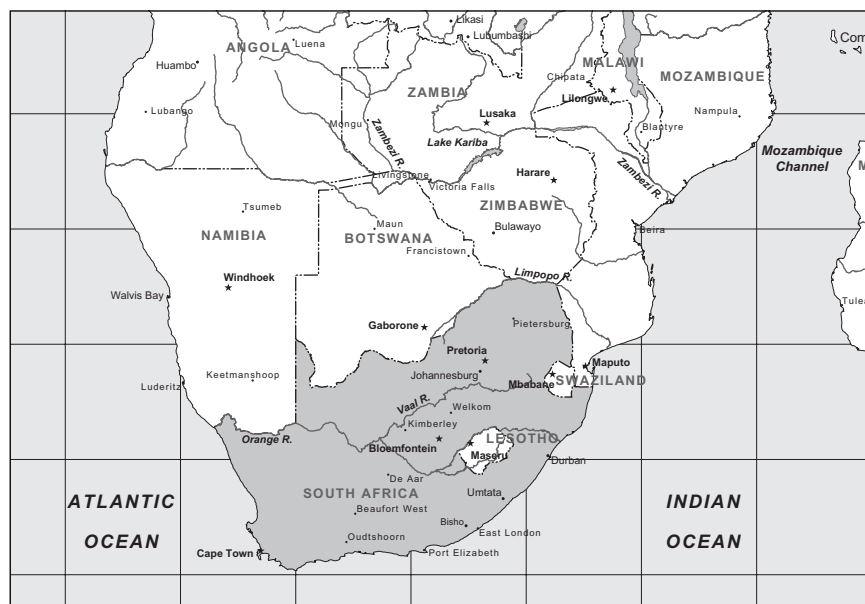 Likasi
Lubumbashi
Com
ANGOLA
Luena
Huambo
MALAWI
Chipata
MOZAMBIQUE
ZAMBIA
Lilongwe
Lubango
Lusaka
Nampula
Mongu
Blantyre
Zambezi R.
Lake Kariba
Mozambique
Channel
M
Livingstone
Victoria Falls
Harare
Zambezi R.
Tsumeb
ZIMBABWE
Maun
Bulawayo
Beira
NAMIBIA
BOTSWANA
Francistown
Windhoek
Limpopo R.
Walvis Bay
Tulea
Gaborone
Pietersburg
Pretoria
Maputo
Keetmanshoop
Johannesburg
Mbabane
SWAZILAND
Luderitz
Vaal R.
Welkom
Kimberley
Orange R.
Bloemfontein
LESOTHO
Maseru
Durban
De Aar
SOUTH AFRICA
Umtata
ATLANTIC
OCEAN
INDIAN
OCEAN
Beaufort West
Bisho
East London
Oudtshoorn
Cape Town
Port Elizabeth